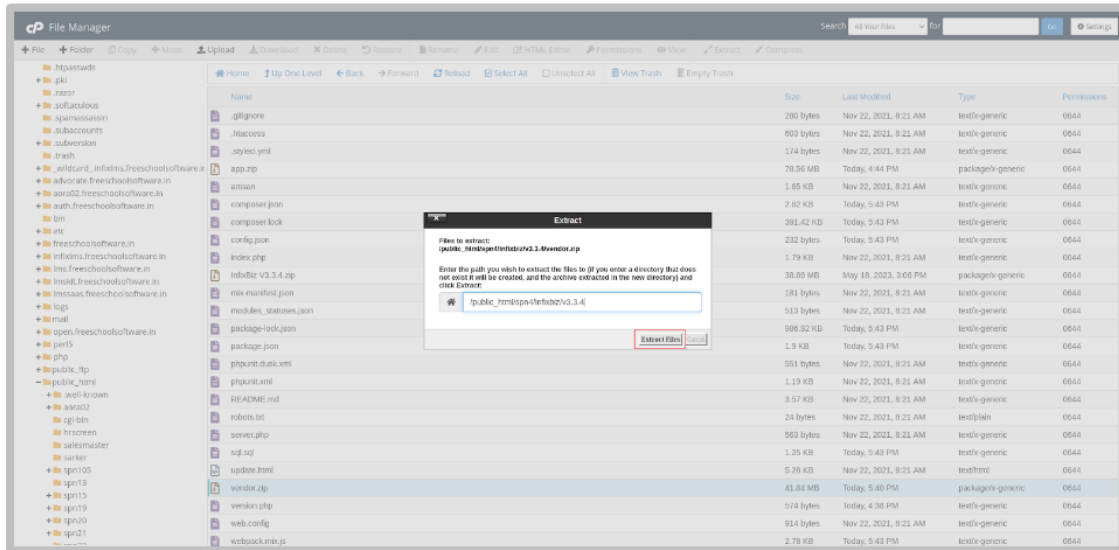 cP File Manager
Search All Your Files for Go Settings
+ File + Folder Copy Move Upload Download Delete Restore Rename Edit HTML Editor Permissions View Extract Compress
Home Up One Level Back Forward Reload Select All Unselect All View Trash Empty Trash
.htpasswds
.pki
.razor
.softaculous
.spamassassin
.subaccounts
.subversion
.trash
_wildcard_.infixlms.freeschoolsoftware.ir
advocate.freeschoolsoftware.in
aora02.freeschoolsoftware.in
auth.freeschoolsoftware.in
bin
etc
freeschoolsoftware.in
infixlms.freeschoolsoftware.in
lms.freeschoolsoftware.in
lmskit.freeschoolsoftware.in
lmssaas.freeschoolsoftware.in
logs
mail
open.freeschoolsoftware.in
perl5
php
public_ftp
public_html
.well-known
aora02
cgi-bin
hrscreen
salesmaster
sarker
spn105
spn13
spn15
spn19
spn20
spn21
Name Size Last Modified Type Permissions
.gitignore 280 bytes Nov 22, 2021, 8:21 AM text/x-generic 0644
.htaccess 603 bytes Nov 22, 2021, 8:21 AM text/x-generic 0644
.styleci.yml 174 bytes Nov 22, 2021, 8:21 AM text/x-generic 0644
app.zip 78.56 MB Today, 4:44 PM package/x-generic 0644
artisan 1.65 KB Nov 22, 2021, 8:21 AM text/x-generic 0644
composer.json 2.62 KB Today, 5:43 PM text/x-generic 0644
composer.lock 391.42 KB Today, 5:43 PM text/x-generic 0644
config.json 232 bytes Today, 5:43 PM text/x-generic 0644
index.php 1.79 KB Nov 22, 2021, 8:21 AM text/x-generic 0644
InfixBiz V3.3.4.zip 38.89 MB May 18, 2023, 3:06 PM package/x-generic 0644
mix-manifest.json 181 bytes Nov 22, 2021, 8:21 AM text/x-generic 0644
modules_statuses.json 513 bytes Nov 22, 2021, 8:21 AM text/x-generic 0644
package-lock.json 986.92 KB Today, 5:43 PM text/x-generic 0644
package.json 1.9 KB Today, 5:43 PM text/x-generic 0644
phpunit.dusk.xml 551 bytes Nov 22, 2021, 8:21 AM text/x-generic 0644
phpunit.xml 1.19 KB Nov 22, 2021, 8:21 AM text/x-generic 0644
README.md 3.57 KB Nov 22, 2021, 8:21 AM text/x-generic 0644
robots.txt 24 bytes Nov 22, 2021, 8:21 AM text/plain 0644
server.php 563 bytes Nov 22, 2021, 8:21 AM text/x-generic 0644
sql.sql 1.25 KB Today, 5:43 PM text/x-generic 0644
update.html 5.28 KB Nov 22, 2021, 8:21 AM text/html 0644
vendor.zip 41.84 MB Today, 5:40 PM package/x-generic 0644
version.php 574 bytes Today, 4:38 PM text/x-generic 0644
web.config 914 bytes Nov 22, 2021, 8:21 AM text/x-generic 0644
webpack.mix.js 2.78 KB Today, 5:43 PM text/x-generic 0644
Extract
Files to extract:
/public_html/spn4/infixbiz/v3.3.4/vendor.zip
Enter the path you wish to extract the files to (if you enter a directory that does
not exist it will be created, and the archive extracted in the new directory) and
click Extract:
/public_html/spn4/infixbiz/v3.3.4
Extract Files Cancel